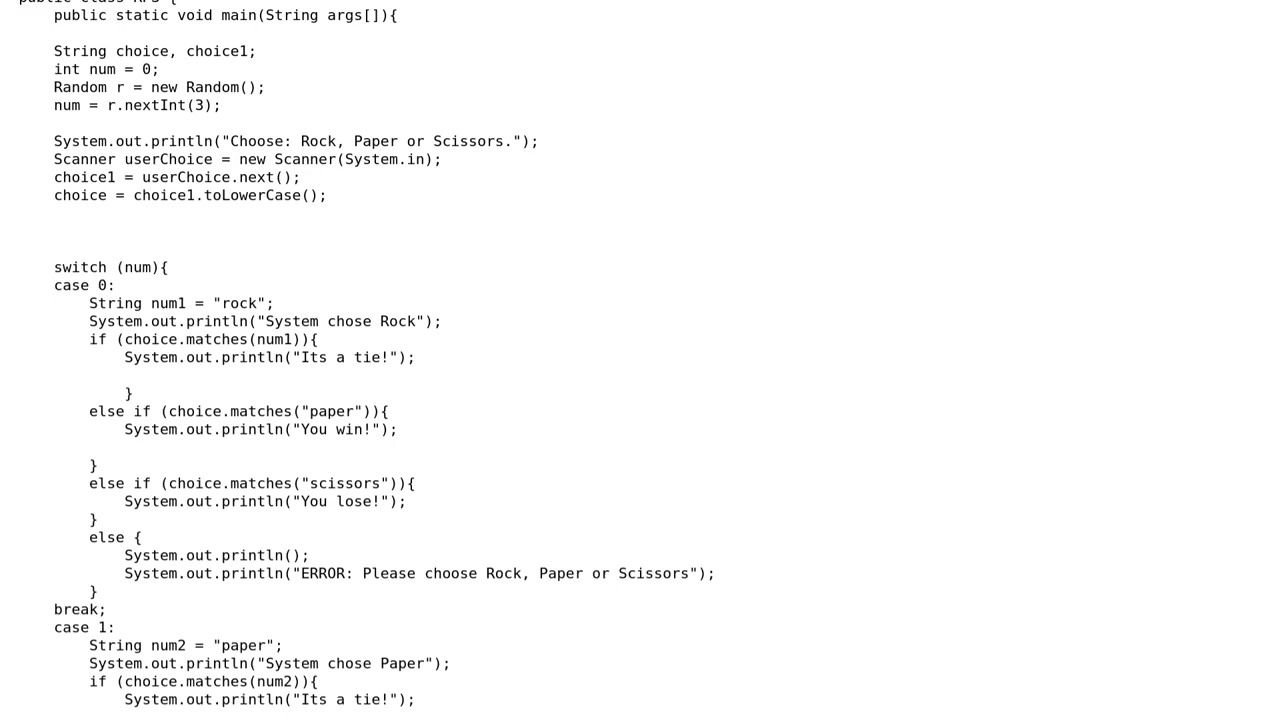 public class RPS {
    public static void main(String args[]){
    String choice, choice1;
    int num = 0;
    Random r = new Random();
    num = r.nextInt(3);
    System.out.println("Choose: Rock, Paper or Scissors.");
    Scanner userChoice = new Scanner(System.in);
    choice1 = userChoice.next();
    choice = choice1.toLowerCase();
    switch (num){
    case 0:
        String num1 = "rock";
        System.out.println("System chose Rock");
        if (choice.matches(num1)){
            System.out.println("Its a tie!");
            }
        else if (choice.matches("paper")){
            System.out.println("You win!");
        }
        else if (choice.matches("scissors")){
            System.out.println("You lose!");
        }
        else {
            System.out.println();
            System.out.println("ERROR: Please choose Rock, Paper or Scissors");
        }
    break;
    case 1:
        String num2 = "paper";
        System.out.println("System chose Paper");
        if (choice.matches(num2)){
            System.out.println("Its a tie!");